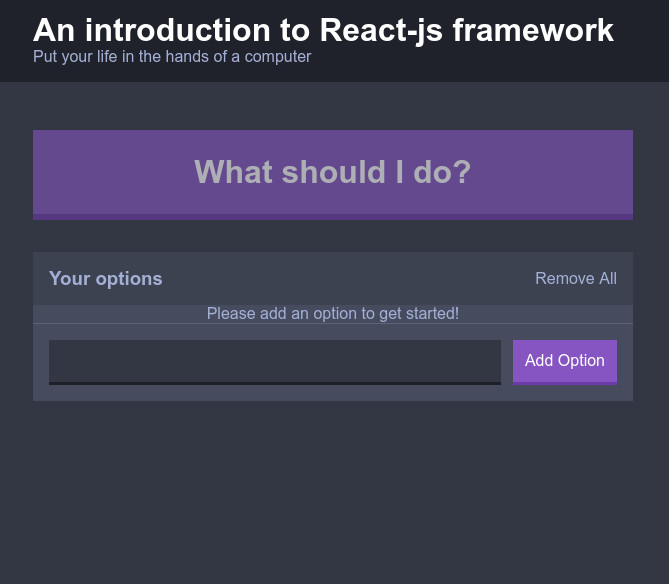 An introduction to React-js framework
Put your life in the hands of a computer
What should I do?
Your options
Remove All
Please add an option to get started!
Add Option